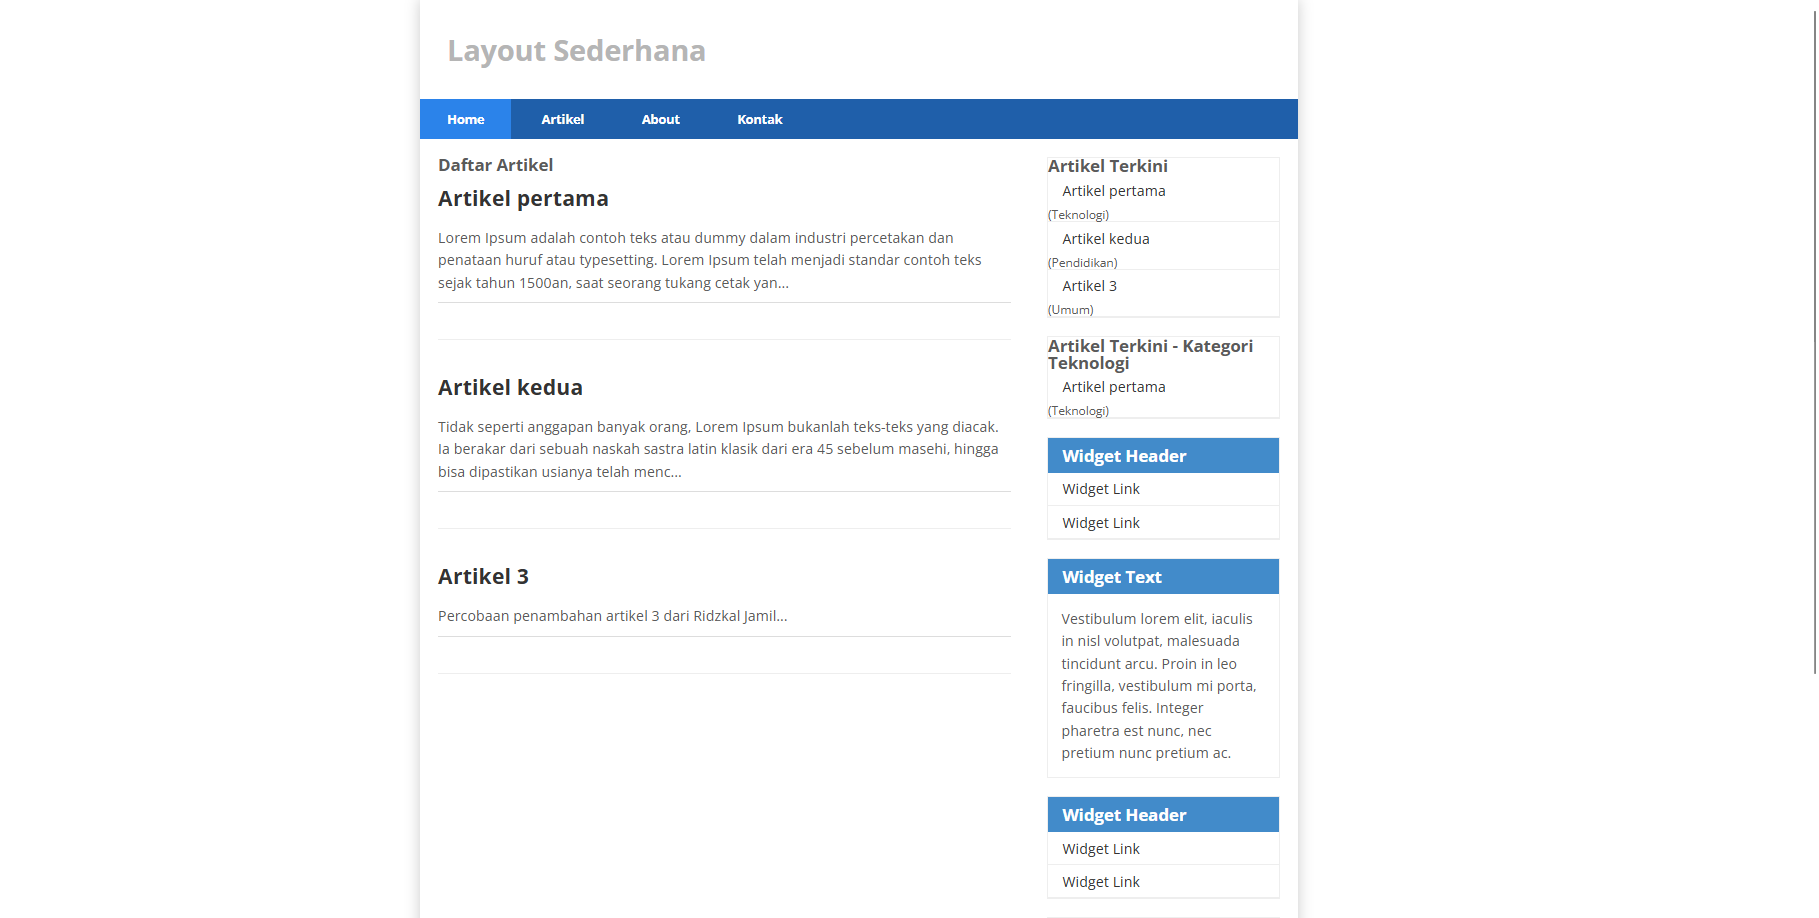 Layout Sederhana
Home Artikel About Kontak
Daftar Artikel
Artikel pertama
Lorem Ipsum adalah contoh teks atau dummy dalam industri percetakan dan
penataan huruf atau typesetting. Lorem Ipsum telah menjadi standar contoh teks
sejak tahun 1500an, saat seorang tukang cetak yan...
Artikel kedua
Tidak seperti anggapan banyak orang, Lorem Ipsum bukanlah teks-teks yang diacak.
Ia berakar dari sebuah naskah sastra latin klasik dari era 45 sebelum masehi, hingga
bisa dipastikan usianya telah menc...
Artikel 3
Percobaan penambahan artikel 3 dari Ridzkal Jamil...
Artikel Terkini
Artikel pertama
(Teknologi)
Artikel kedua
(Pendidikan)
Artikel 3
(Umum)
Artikel Terkini - Kategori
Teknologi
Artikel pertama
(Teknologi)
Widget Header
Widget Link
Widget Link
Widget Text
Vestibulum lorem elit, iaculis
in nisl volutpat, malesuada
tincidunt arcu. Proin in leo
fringilla, vestibulum mi porta,
faucibus felis. Integer
pharetra est nunc, nec
pretium nunc pretium ac.
Widget Header
Widget Link
Widget Link